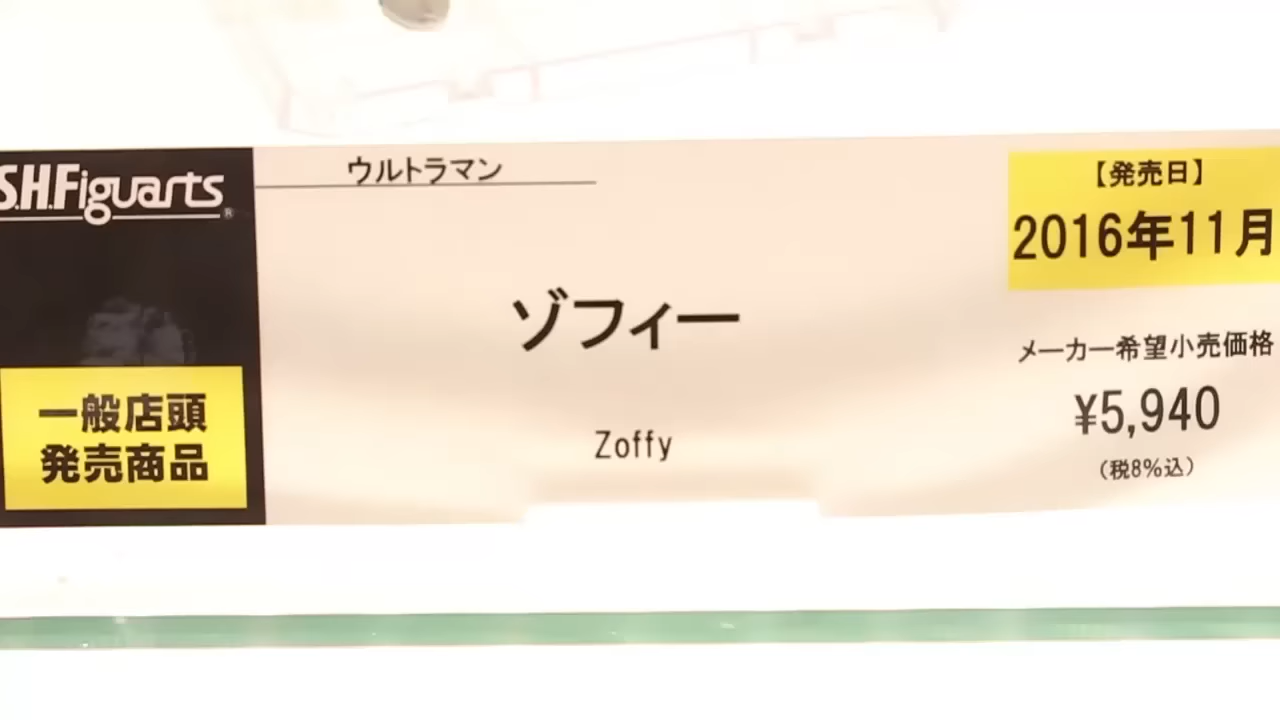 S.H.Figuarts®
ウルトラマン
ゾフィー
Zoffy
一般店頭
発売商品
【発売日】
2016年11月
メーカー希望小売価格
¥5,940
(税8%込)